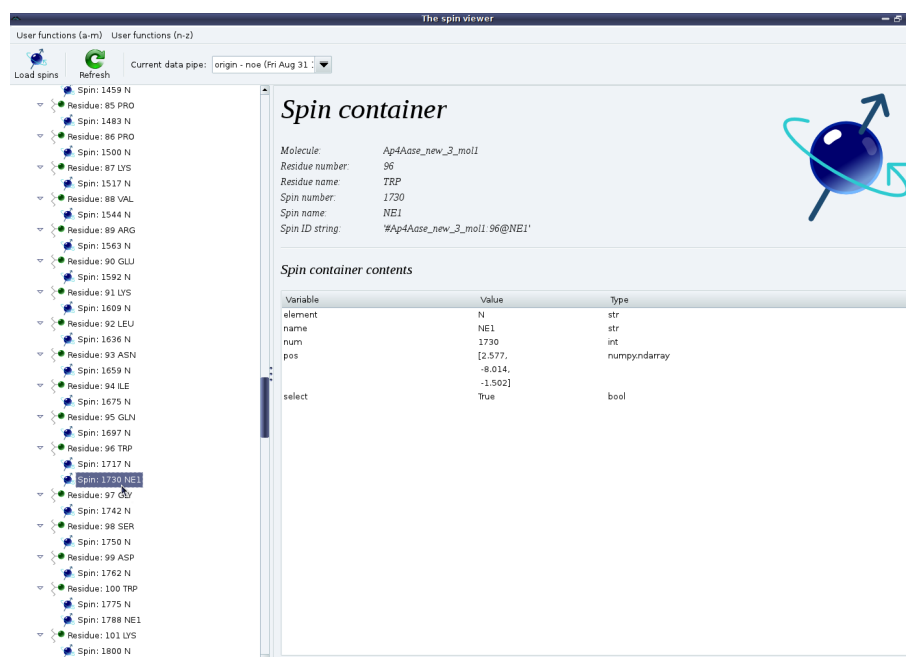 The spin viewer
User functions (a-m) User functions (n-z)
Load spins
Refresh
Current data pipe: origin - noe (Fri Aug 31
Spin: 1459 N
Residue: 85 PRO
Spin: 1483 N
Residue: 86 PRO
Spin: 1500 N
Residue: 87 LYS
Spin: 1517 N
Residue: 88 VAL
Spin: 1544 N
Residue: 89 ARG
Spin: 1563 N
Residue: 90 GLU
Spin: 1592 N
Residue: 91 LYS
Spin: 1609 N
Residue: 92 LEU
Spin: 1636 N
Residue: 93 ASN
Spin: 1659 N
Residue: 94 ILE
Spin: 1675 N
Residue: 95 GLN
Spin: 1697 N
Residue: 96 TRP
Spin: 1717 N
Spin: 1730 NE1
Residue: 97 GLY
Spin: 1742 N
Residue: 98 SER
Spin: 1750 N
Residue: 99 ASP
Spin: 1762 N
Residue: 100 TRP
Spin: 1775 N
Spin: 1788 NE1
Residue: 101 LYS
Spin: 1800 N
Spin container
Molecule: Ap4Aase_new_3_mol1
Residue number: 96
Residue name: TRP
Spin number: 1730
Spin name: NE1
Spin ID string: '#Ap4Aase_new_3_mol1:96@NE1'
Spin container contents
Variable Value Type
element N str
name NE1 str
num 1730 int
pos [2.577, numpy.ndarray
-8.014,
-1.502]
select True bool